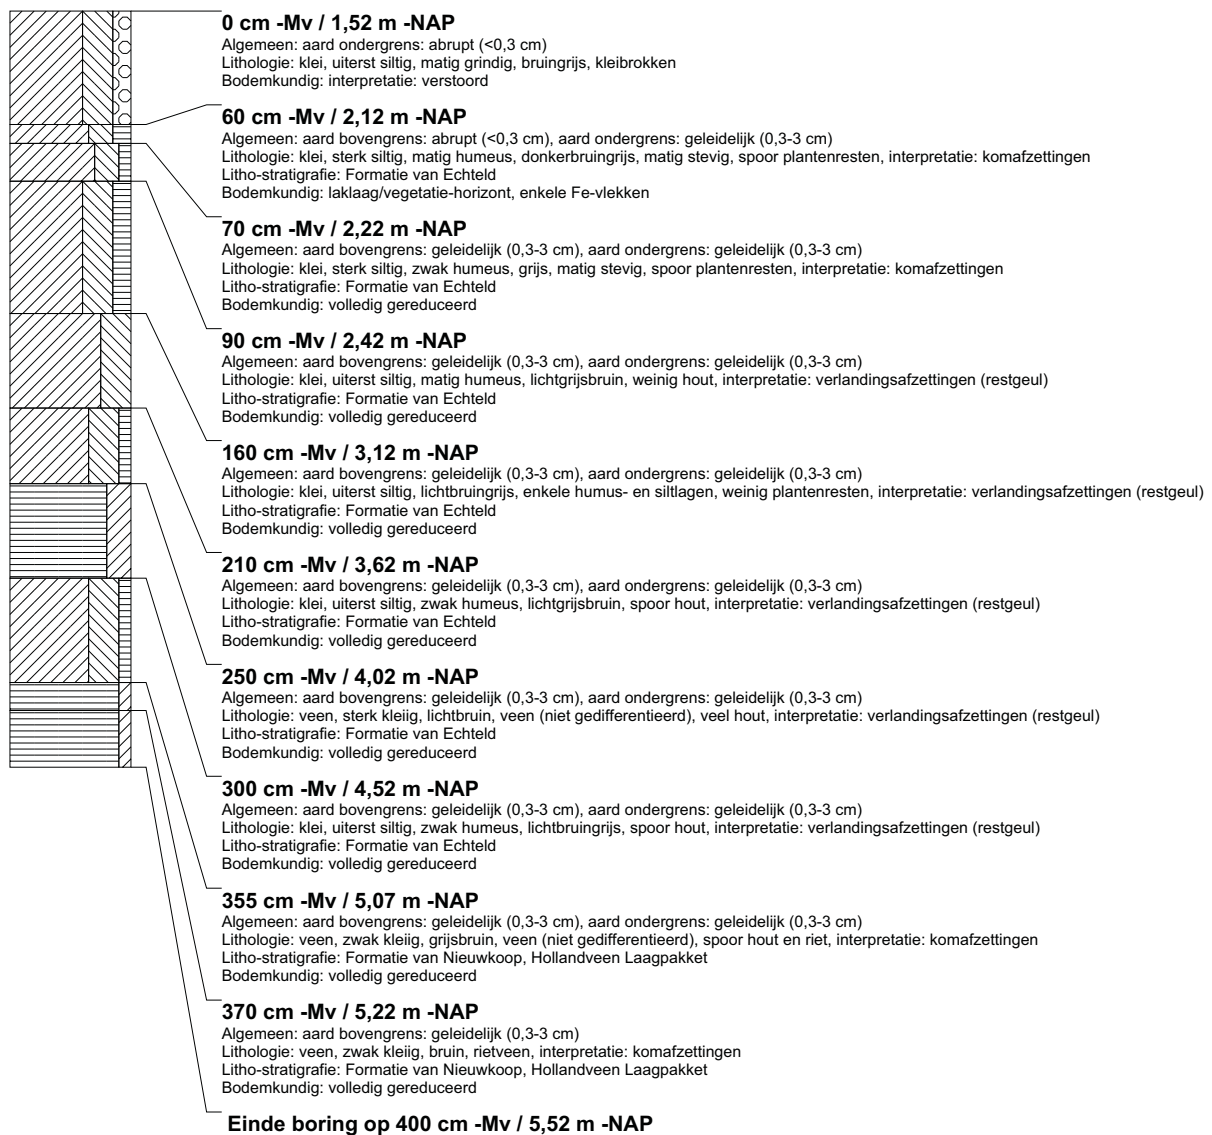 0 cm -Mv / 1,52 m -NAP
Algemeen: aard ondergrens: abrupt (<0,3 cm)
Lithologie: klei, uiterst siltig, matig grindig, bruingrijs, kleibrokken
Bodemkundig: interpretatie: verstoord
60 cm -Mv / 2,12 m -NAP
Algemeen: aard bovengrens: abrupt (<0,3 cm), aard ondergrens: geleidelijk (0,3-3 cm)
Lithologie: klei, sterk siltig, matig humeus, donkerbruingrijs, matig stevig, spoor plantenresten, interpretatie: komafzettingen
Litho-stratigrafie: Formatie van Echteld
Bodemkundig: laklaag/vegetatie-horizont, enkele Fe-vlekken
70 cm -Mv / 2,22 m -NAP
Algemeen: aard bovengrens: geleidelijk (0,3-3 cm), aard ondergrens: geleidelijk (0,3-3 cm)
Lithologie: klei, sterk siltig, zwak humeus, grijs, matig stevig, spoor plantenresten, interpretatie: komafzettingen
Litho-stratigrafie: Formatie van Echteld
Bodemkundig: volledig gereduceerd
90 cm -Mv / 2,42 m -NAP
Algemeen: aard bovengrens: geleidelijk (0,3-3 cm), aard ondergrens: geleidelijk (0,3-3 cm)
Lithologie: klei, uiterst siltig, matig humeus, lichtgrijsbruin, weinig hout, interpretatie: verlandingsafzettingen (restgeul)
Litho-stratigrafie: Formatie van Echteld
Bodemkundig: volledig gereduceerd
160 cm -Mv / 3,12 m -NAP
Algemeen: aard bovengrens: geleidelijk (0,3-3 cm), aard ondergrens: geleidelijk (0,3-3 cm)
Lithologie: klei, uiterst siltig, lichtbruingrijs, enkele humus- en siltlagen, weinig plantenresten, interpretatie: verlandingsafzettingen (restgeul)
Litho-stratigrafie: Formatie van Echteld
Bodemkundig: volledig gereduceerd
210 cm -Mv / 3,62 m -NAP
Algemeen: aard bovengrens: geleidelijk (0,3-3 cm), aard ondergrens: geleidelijk (0,3-3 cm)
Lithologie: klei, uiterst siltig, zwak humeus, lichtgrijsbruin, spoor hout, interpretatie: verlandingsafzettingen (restgeul)
Litho-stratigrafie: Formatie van Echteld
Bodemkundig: volledig gereduceerd
250 cm -Mv / 4,02 m -NAP
Algemeen: aard bovengrens: geleidelijk (0,3-3 cm), aard ondergrens: geleidelijk (0,3-3 cm)
Lithologie: veen, sterk kleiig, lichtbruin, veen (niet gedifferentieerd), veel hout, interpretatie: verlandingsafzettingen (restgeul)
Litho-stratigrafie: Formatie van Echteld
Bodemkundig: volledig gereduceerd
300 cm -Mv / 4,52 m -NAP
Algemeen: aard bovengrens: geleidelijk (0,3-3 cm), aard ondergrens: geleidelijk (0,3-3 cm)
Lithologie: klei, uiterst siltig, zwak humeus, lichtbruingrijs, spoor hout, interpretatie: verlandingsafzettingen (restgeul)
Litho-stratigrafie: Formatie van Echteld
Bodemkundig: volledig gereduceerd
355 cm -Mv / 5,07 m -NAP
Algemeen: aard bovengrens: geleidelijk (0,3-3 cm), aard ondergrens: geleidelijk (0,3-3 cm)
Lithologie: veen, zwak kleiig, grijsbruin, veen (niet gedifferentieerd), spoor hout en riet, interpretatie: komafzettingen
Litho-stratigrafie: Formatie van Nieuwkoop, Hollandveen Laagpakket
Bodemkundig: volledig gereduceerd
370 cm -Mv / 5,22 m -NAP
Algemeen: aard bovengrens: geleidelijk (0,3-3 cm)
Lithologie: veen, zwak kleiig, bruin, rietveen, interpretatie: komafzettingen
Litho-stratigrafie: Formatie van Nieuwkoop, Hollandveen Laagpakket
Bodemkundig: volledig gereduceerd
Einde boring op 400 cm -Mv / 5,52 m -NAP